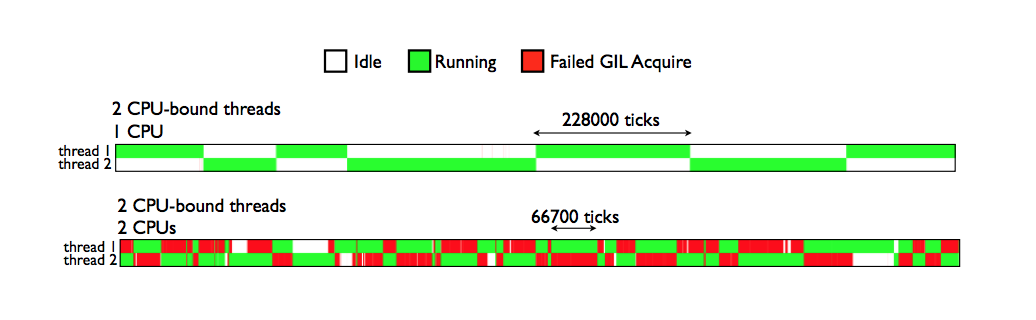 Idle Running Failed GIL Acquire
2 CPU-bound threads
1 CPU
228000 ticks
thread 1
thread 2
2 CPU-bound threads
2 CPUs
66700 ticks
thread 1
thread 2